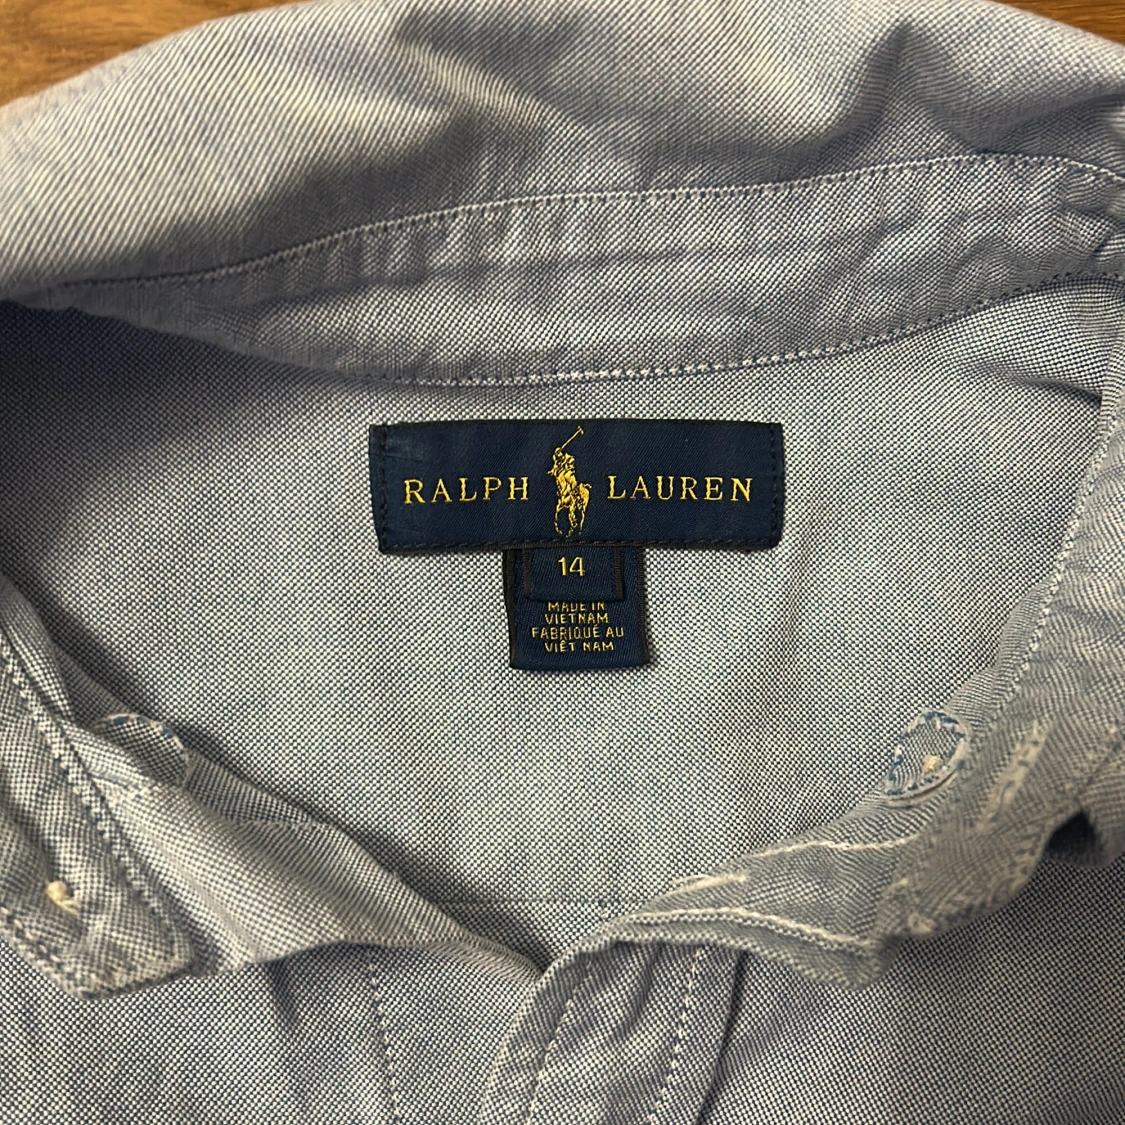 RALPH LAUREN
14
MADE IN
VIETNAM
FABRIQUÉ AU
VIÊT NAM